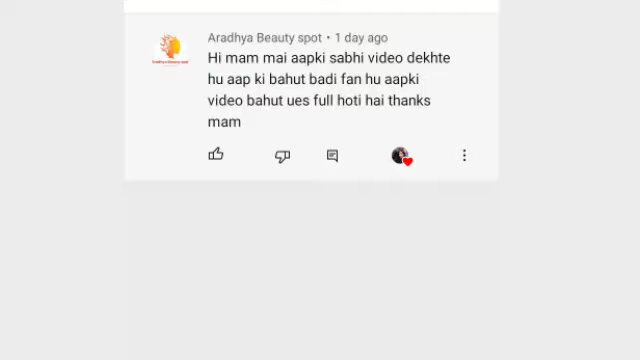 Aradhya Beauty spot • 1 day ago
Hi mam mai aapki sabhi video dekhte
hu aap ki bahut badi fan hu aapki
video bahut ues full hoti hai thanks
mam